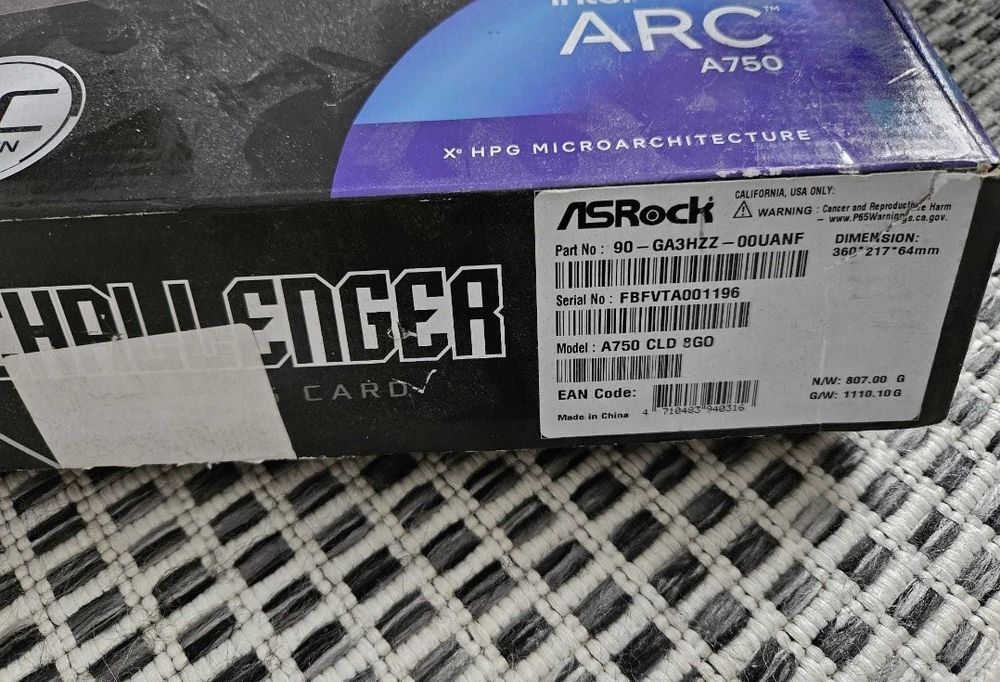 ARC™
A750
Xe HPG MICROARCHITECTURE
ASRock
CALIFORNIA, USA ONLY:
WARNING : Cancer and Reproductive Harm
– www.P65Warnings.ca.gov.
Part No : 90 – GA3HZZ – 00UANF
DIMENSION:
360*217*64mm
Serial No : FBFVTA001196
Model : A750 CLD 8GO
EAN Code:
4 710483 940316
Made in China
N/W: 807.00 G
G/W: 1110.10 G
CHALLENGER
CARD